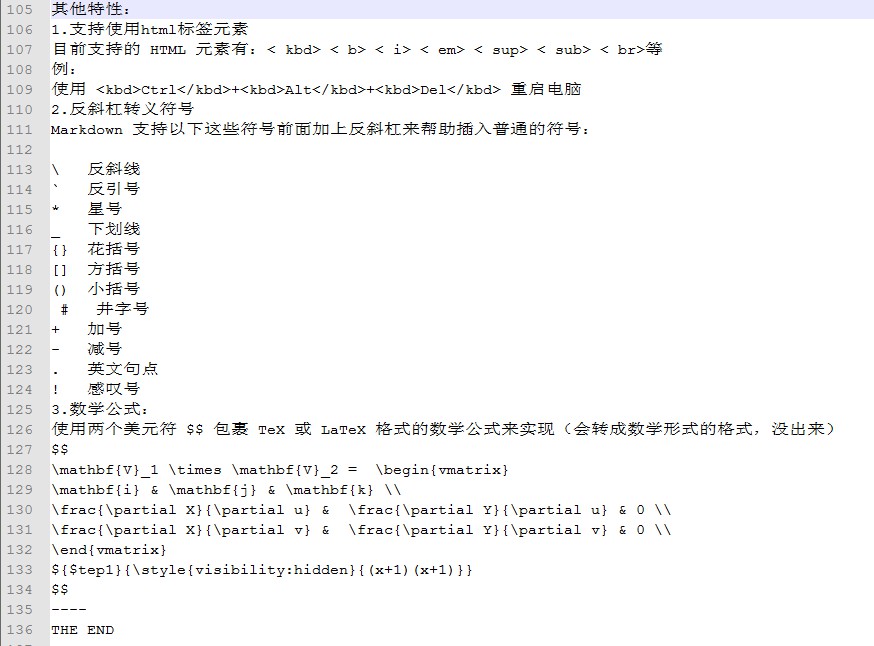 105 其他特性：
106 1.支持使用html标签元素
107 目前支持的 HTML 元素有：< kbd> < b> < i> < em> < sup> < sub> < br>等
108 例：
109 使用 <kbd>Ctrl</kbd>+<kbd>Alt</kbd>+<kbd>Del</kbd> 重启电脑
110 2.反斜杠转义符号
111 Markdown 支持以下这些符号前面加上反斜杠来帮助插入普通的符号：
112
113 \   反斜线
114 `   反引号
115 *   星号
116 _   下划线
117 {}  花括号
118 []  方括号
119 ()  小括号
120  #   井字号
121 +   加号
122 -   减号
123 .   英文句点
124 !   感叹号
125 3.数学公式：
126 使用两个美元符 $$ 包裹 TeX 或 LaTeX 格式的数学公式来实现（会转成数学形式的格式，没出来）
127 $$
128 \mathbf{V}_1 \times \mathbf{V}_2 =  \begin{vmatrix}
129 \mathbf{i} & \mathbf{j} & \mathbf{k} \\
130 \frac{\partial X}{\partial u} &  \frac{\partial Y}{\partial u} & 0 \\
131 \frac{\partial X}{\partial v} &  \frac{\partial Y}{\partial v} & 0 \\
132 \end{vmatrix}
133 ${$tep1}{\style{visibility:hidden}{(x+1)(x+1)}}
134 $$
135 ----
136 THE END